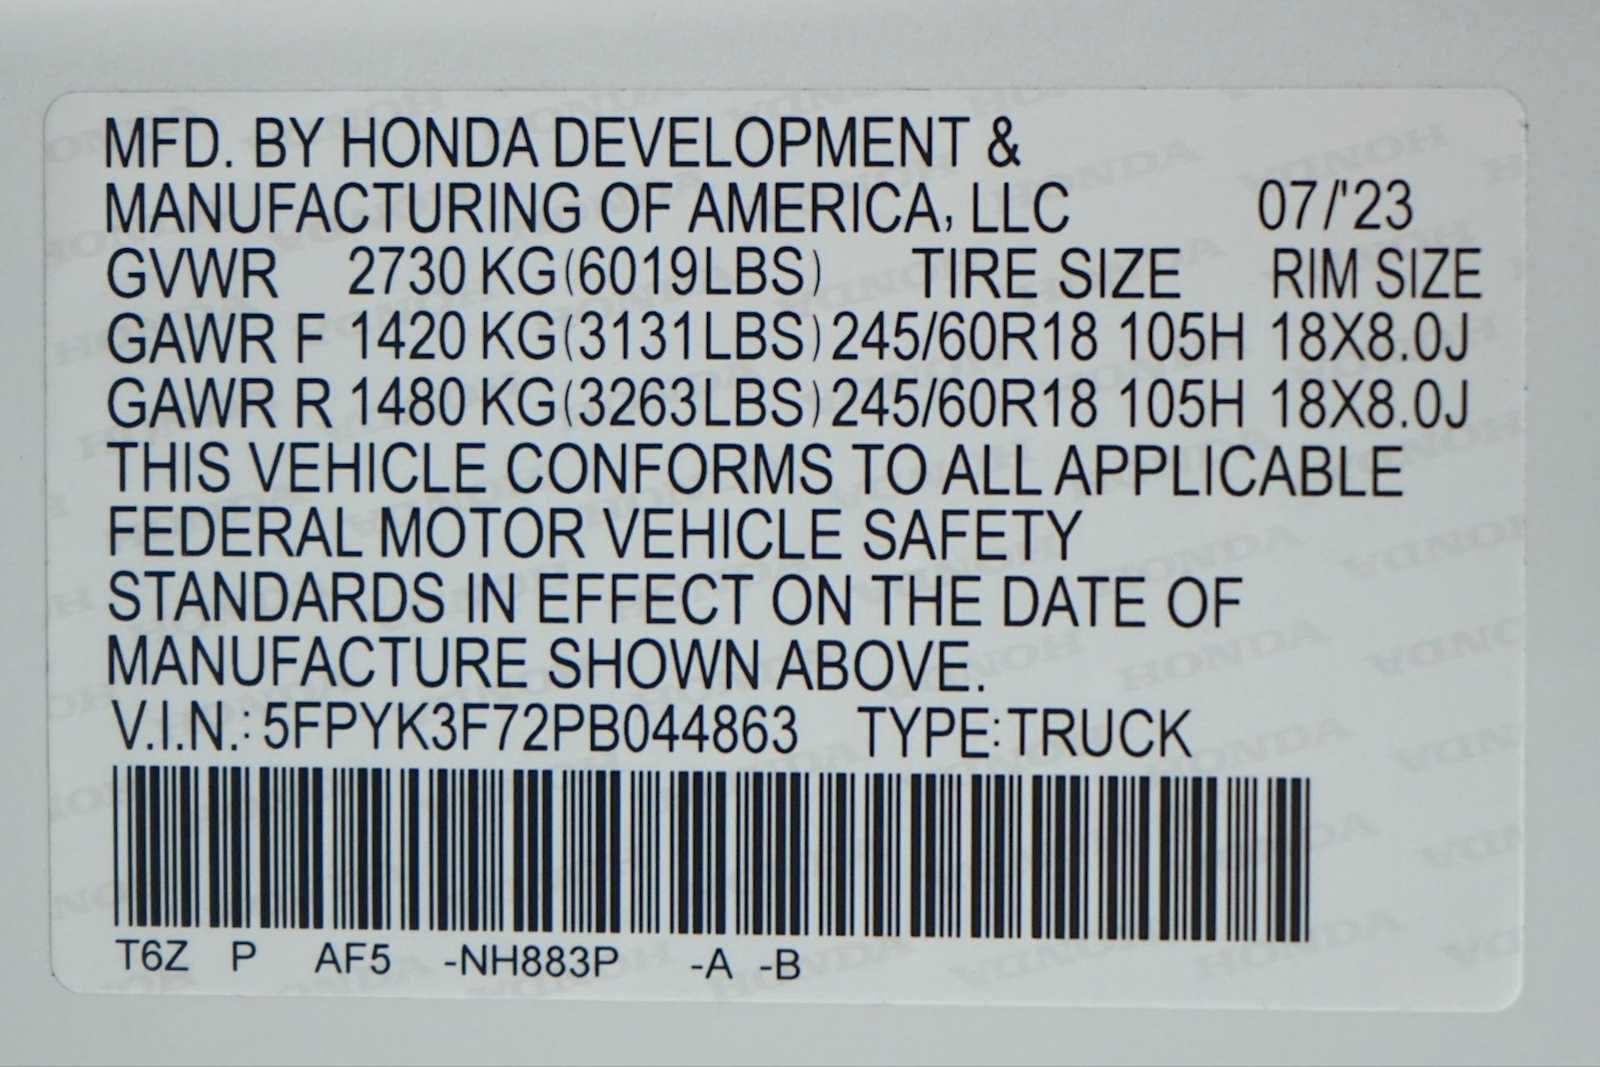 MFD. BY HONDA DEVELOPMENT &
MANUFACTURING OF AMERICA, LLC 07/'23
GVWR 2730 KG(6019LBS) TIRE SIZE RIM SIZE
GAWR F 1420 KG(3131LBS) 245/60R18 105H 18X8.0J
GAWR R 1480 KG(3263LBS) 245/60R18 105H 18X8.0J
THIS VEHICLE CONFORMS TO ALL APPLICABLE
FEDERAL MOTOR VEHICLE SAFETY
STANDARDS IN EFFECT ON THE DATE OF
MANUFACTURE SHOWN ABOVE.
V.I.N.: 5FPYK3F72PB044863 TYPE:TRUCK
T6Z P AF5 -NH883P -A -B